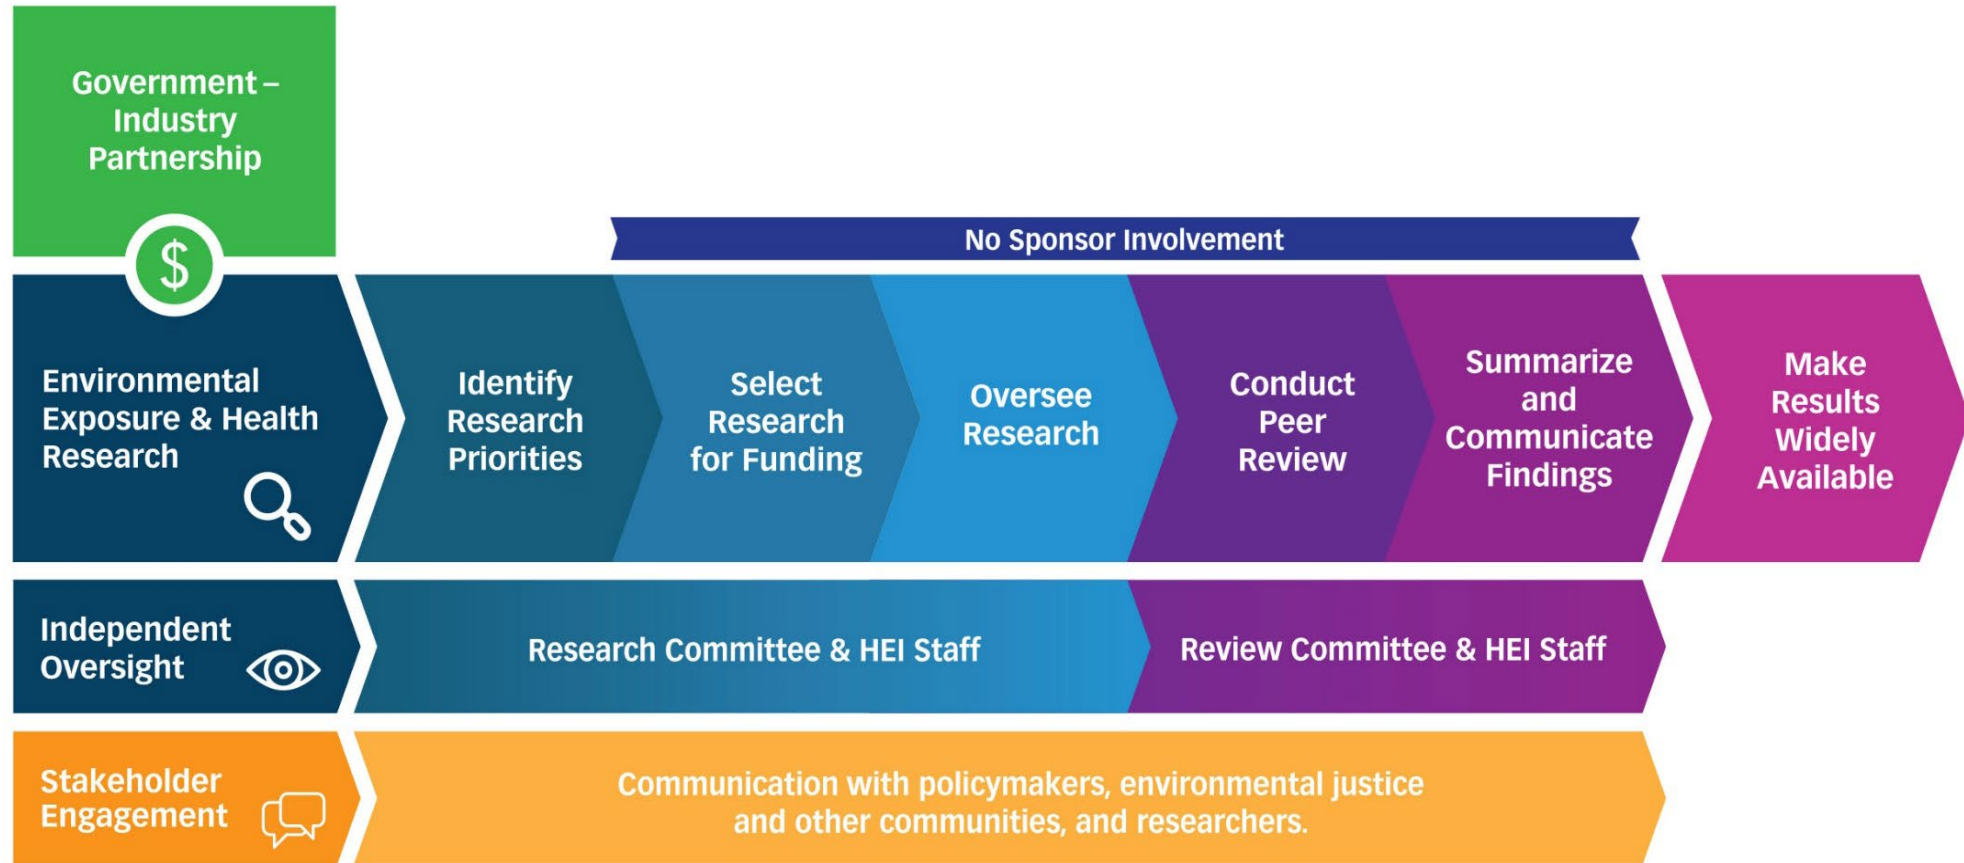 Government –
Industry
Partnership
$
No Sponsor Involvement
Environmental
Exposure & Health
Research
Identify
Research
Priorities
Select
Research
for Funding
Oversee
Research
Conduct
Peer
Review
Summarize
and
Communicate
Findings
Make
Results
Widely
Available
Independent
Oversight
Research Committee & HEI Staff
Review Committee & HEI Staff
Stakeholder
Engagement
Communication with policymakers, environmental justice
and other communities, and researchers.